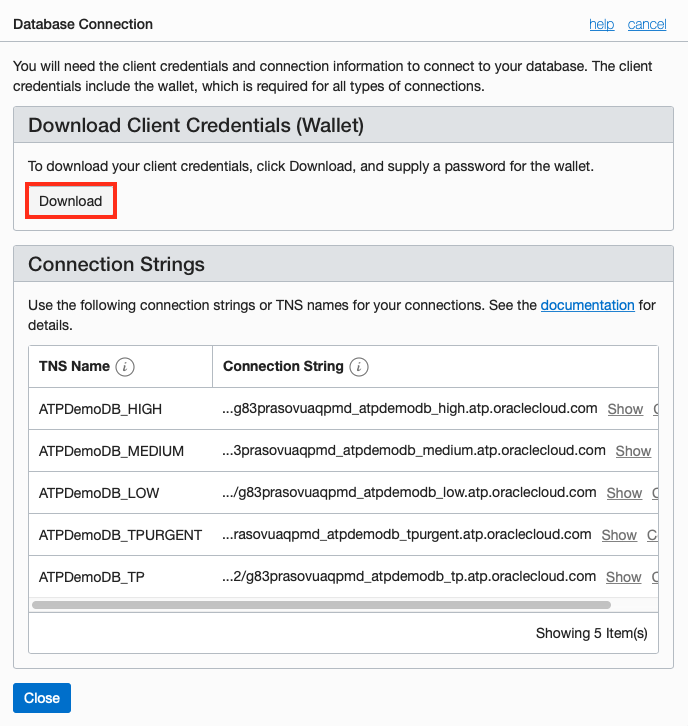 Database Connection help cancel
You will need the client credentials and connection information to connect to your database. The client
credentials include the wallet, which is required for all types of connections.
Download Client Credentials (Wallet)
To download your client credentials, click Download, and supply a password for the wallet.
Download
Connection Strings
Use the following connection strings or TNS names for your connections. See the documentation for
details.
TNS Name i Connection String i
ATPDemoDB_HIGH ...g83prasovuaqpmd_atpdemodb_high.atp.oraclecloud.com Show
ATPDemoDB_MEDIUM ...3prasovuaqpmd_atpdemodb_medium.atp.oraclecloud.com Show
ATPDemoDB_LOW .../g83prasovuaqpmd_atpdemodb_low.atp.oraclecloud.com Show
ATPDemoDB_TPURGENT ...rasovuaqpmd_atpdemodb_tpurgent.atp.oraclecloud.com Show
ATPDemoDB_TP ...2/g83prasovuaqpmd_atpdemodb_tp.atp.oraclecloud.com Show
Showing 5 Item(s)
Close